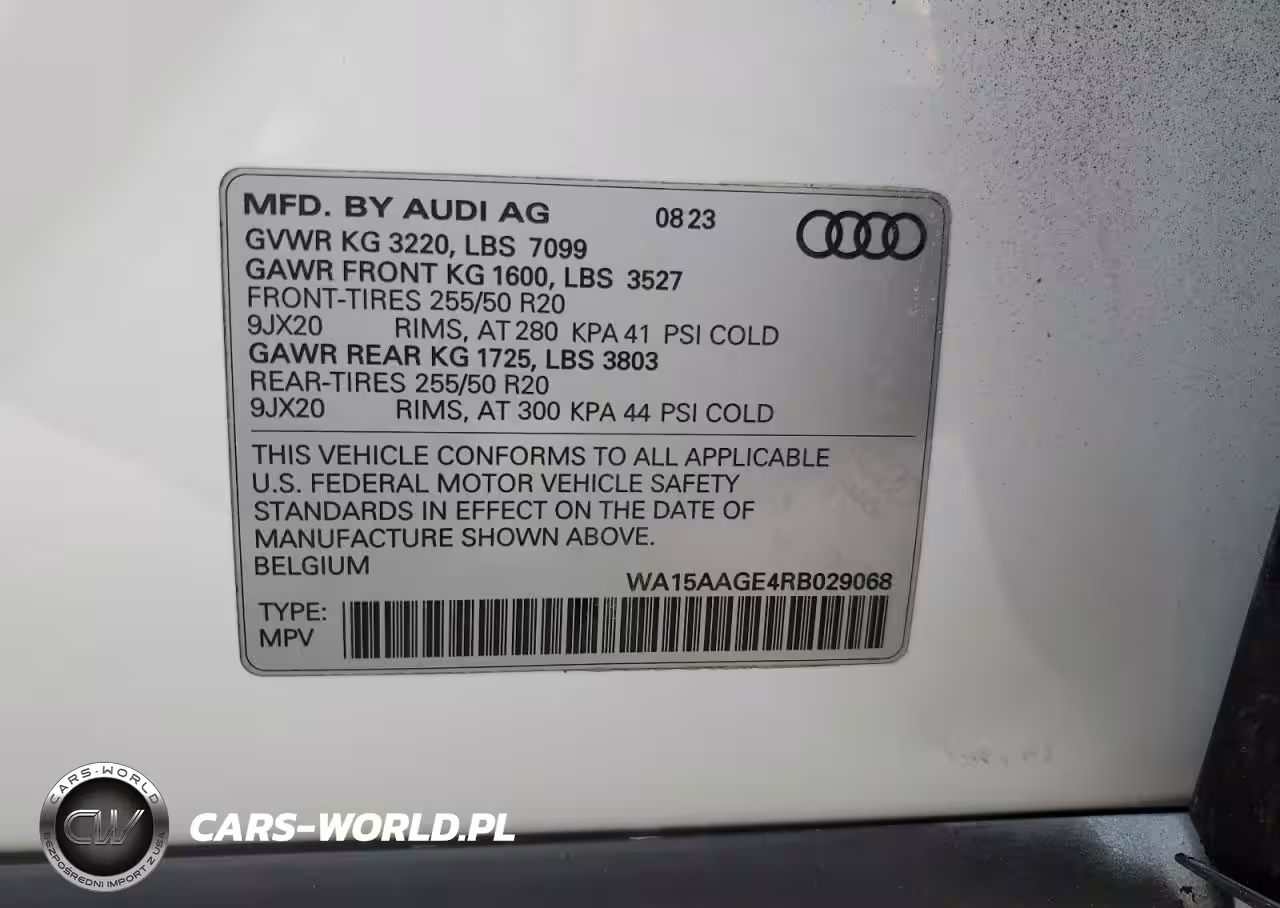 MFD. BY AUDI AG 08 23
GVWR KG 3220, LBS 7099
GAWR FRONT KG 1600, LBS 3527
FRONT-TIRES 255/50 R20
9JX20 RIMS, AT 280 KPA 41 PSI COLD
GAWR REAR KG 1725, LBS 3803
REAR-TIRES 255/50 R20
9JX20 RIMS, AT 300 KPA 44 PSI COLD
THIS VEHICLE CONFORMS TO ALL APPLICABLE
U.S. FEDERAL MOTOR VEHICLE SAFETY
STANDARDS IN EFFECT ON THE DATE OF
MANUFACTURE SHOWN ABOVE.
BELGIUM
WA15AAGE4RB029068
TYPE:
MPV
CARS-WORLD
CW
BEZPOŚREDNI IMPORT Z USA
CARS-WORLD.PL